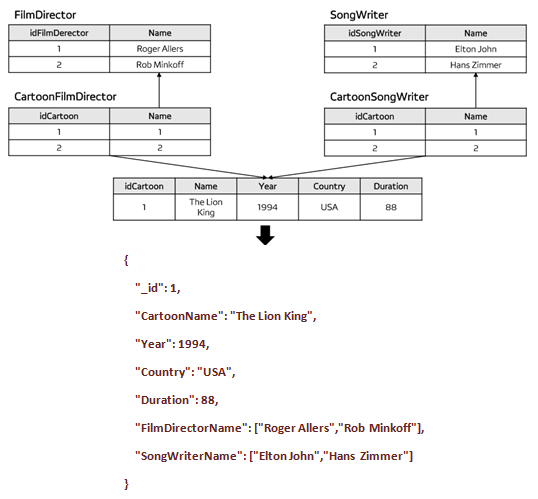 FilmDirector
idFilmDerector Name
1 Roger Allers
2 Rob Minkoff
SongWriter
idSongWriter Name
1 Elton John
2 Hans Zimmer
CartoonFilmDirector
idCartoon Name
1 1
2 2
CartoonSongWriter
idCartoon Name
1 1
2 2
idCartoon Name Year Country Duration
1 The Lion King 1994 USA 88
{
"_id": 1,
"CartoonName": "The Lion King",
"Year": 1994,
"Country": "USA",
"Duration": 88,
"FilmDirectorName": ["Roger Allers","Rob Minkoff"],
"SongWriterName": ["Elton John","Hans Zimmer"]
}